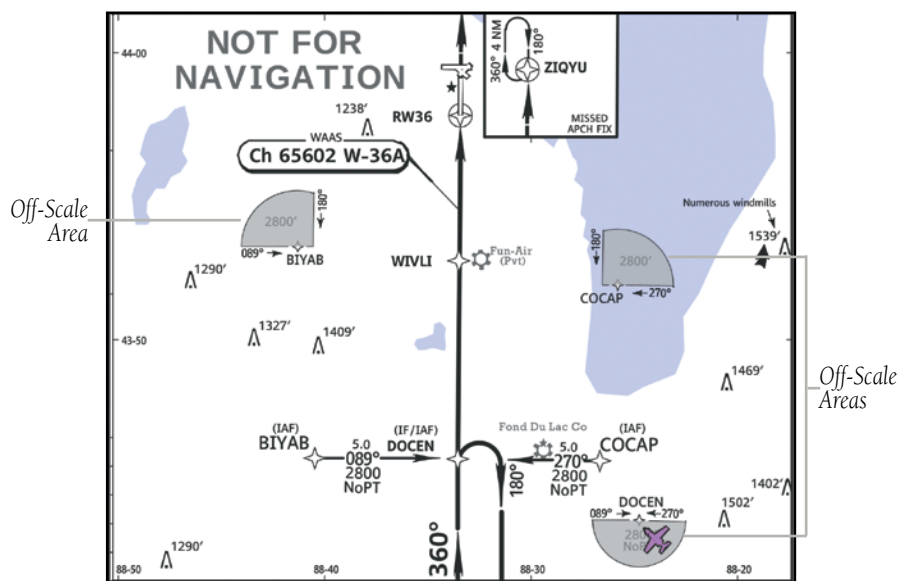 44-00
NOT FOR
NAVIGATION
360° 4 NM
180°
ZIQYU
MISSED
APCH FIX
1238'
RW36
WAAS
Ch 65602 W-36A
Off-Scale
Area
2800'
180°
089°
BIYAB
Numerous windmills
1539'
180°
2800'
270°
COCAP
WIVLI
Fun-Air
(Pvt)
1290'
1327'
1409'
43-50
1469'
Off-Scale
Areas
(IAF)
BIYAB
5.0
089°
2800
NoPT
(IF/IAF)
DOCEN
Fond Du Lac Co
(IAF)
COCAP
5.0
270°
2800
NoPT
180°
360°
1402'
1502'
DOCEN
089°
270°
1290'
88-50
88-40
88-30
88-20